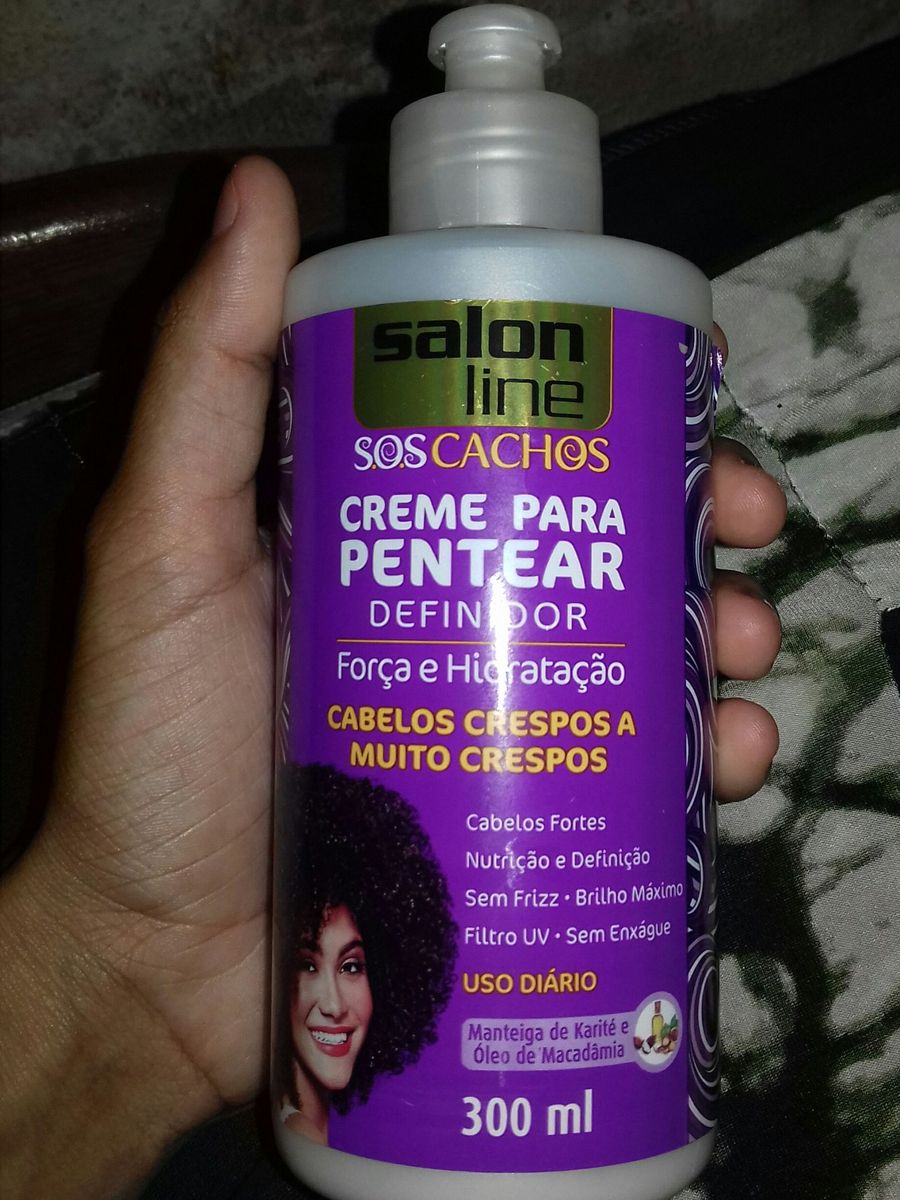 salon
line
S.O.S CACHOS
CREME PARA
PENTEAR
DEFINIDOR
Força e Hidratação
CABELOS CRESPOS A
MUITO CRESPOS
Cabelos Fortes
Nutrição e Definição
Sem Frizz • Brilho Máximo
Filtro UV • Sem Enxágue
USO DIÁRIO
Manteiga de Karité e
Óleo de Macadâmia
300 ml